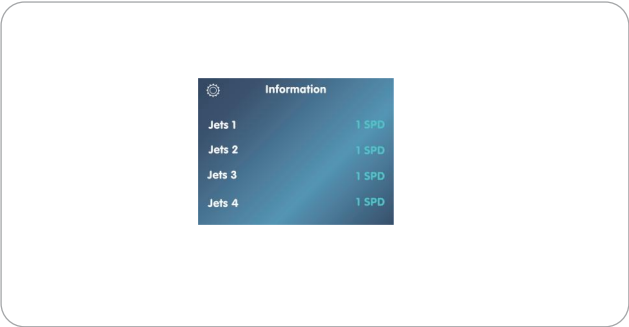 Information
Jets 1 1 SPD
Jets 2 1 SPD
Jets 3 1 SPD
Jets 4 1 SPD